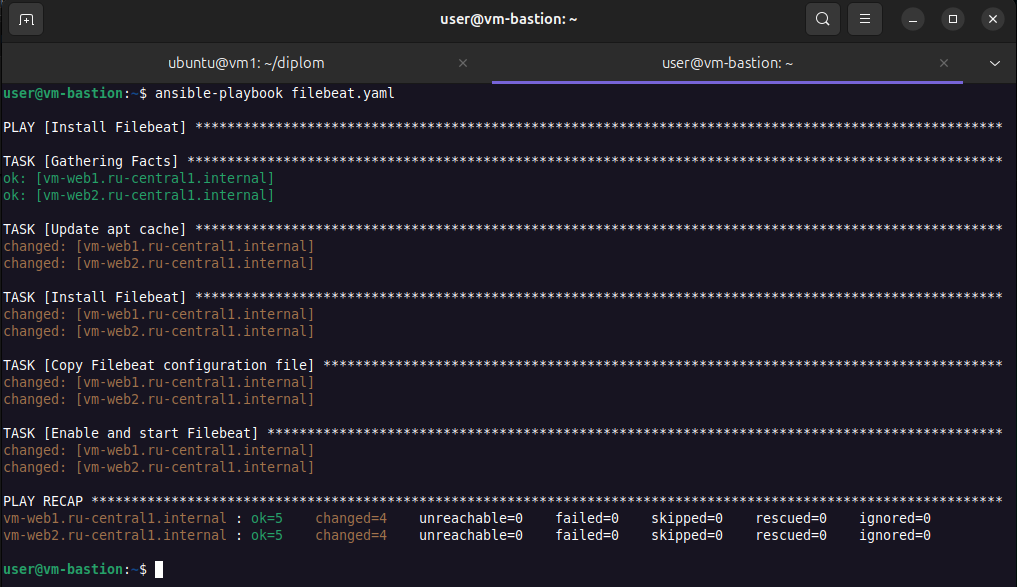 user@vm-bastion: ~
ubuntu@vm1: ~/diplom
user@vm-bastion: ~
user@vm-bastion:~$ ansible-playbook filebeat.yaml
PLAY [Install Filebeat] *****************************************************************************************************
TASK [Gathering Facts] ******************************************************************************************************
ok: [vm-web1.ru-central1.internal]
ok: [vm-web2.ru-central1.internal]
TASK [Update apt cache] *****************************************************************************************************
changed: [vm-web1.ru-central1.internal]
changed: [vm-web2.ru-central1.internal]
TASK [Install Filebeat] *****************************************************************************************************
changed: [vm-web1.ru-central1.internal]
changed: [vm-web2.ru-central1.internal]
TASK [Copy Filebeat configuration file] *************************************************************************************
changed: [vm-web1.ru-central1.internal]
changed: [vm-web2.ru-central1.internal]
TASK [Enable and start Filebeat] ********************************************************************************************
changed: [vm-web1.ru-central1.internal]
changed: [vm-web2.ru-central1.internal]
PLAY RECAP ******************************************************************************************************************
vm-web1.ru-central1.internal : ok=5    changed=4    unreachable=0    failed=0    skipped=0    rescued=0    ignored=0
vm-web2.ru-central1.internal : ok=5    changed=4    unreachable=0    failed=0    skipped=0    rescued=0    ignored=0
user@vm-bastion:~$